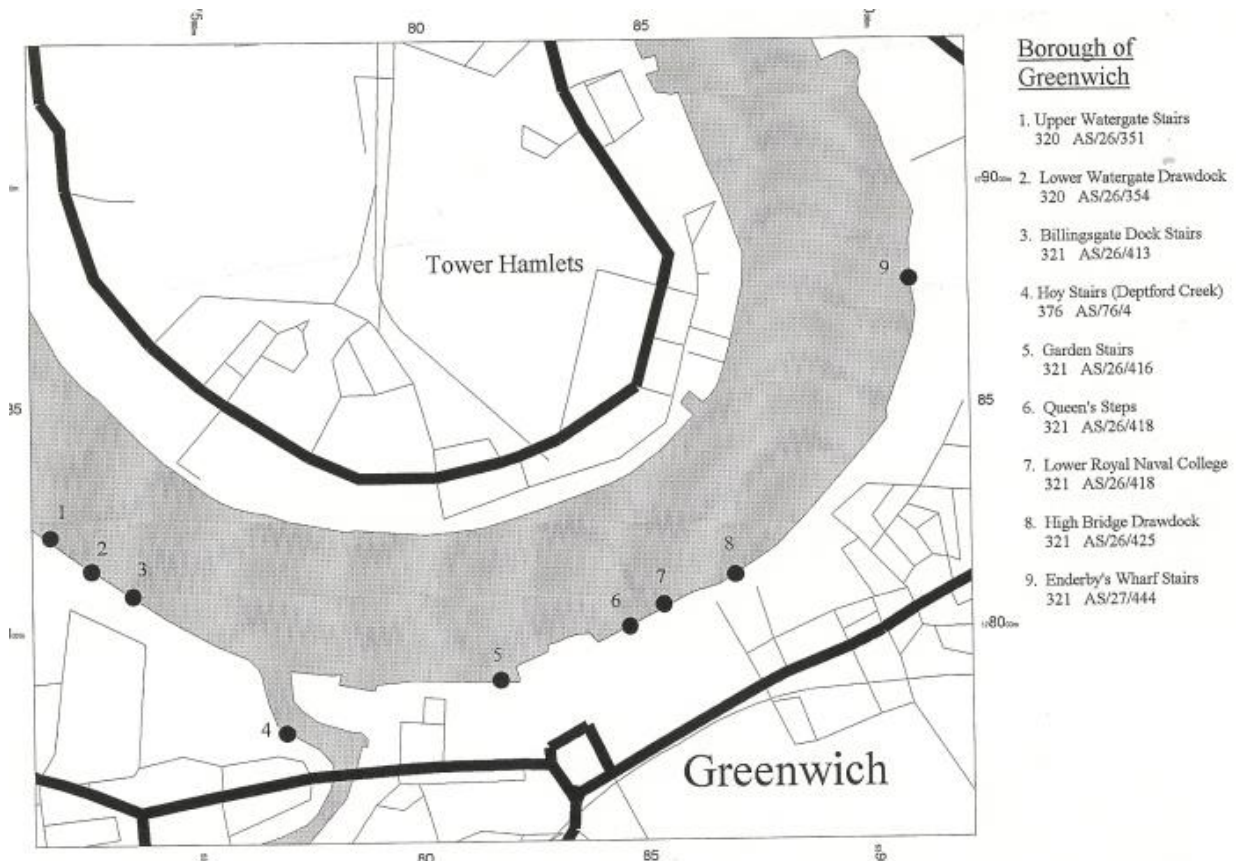 80
85
Borough of
Greenwich
1. Upper Watergate Stairs
320 AS/26/351
90
2. Lower Watergate Drawdock
320 AS/26/354
Tower Hamlets
3. Billingsgate Dock Stairs
321 AS/26/413
9
4. Hoy Stairs (Deptford Creek)
376 AS/76/4
5. Garden Stairs
321 AS/26/416
85
85
6. Queen's Steps
321 AS/26/418
7. Lower Royal Naval College
321 AS/26/418
1
2
3
8
7
6
8. High Bridge Drawdock
321 AS/26/425
9. Enderby's Wharf Stairs
321 AS/27/444
80
5
4
Greenwich
80
85